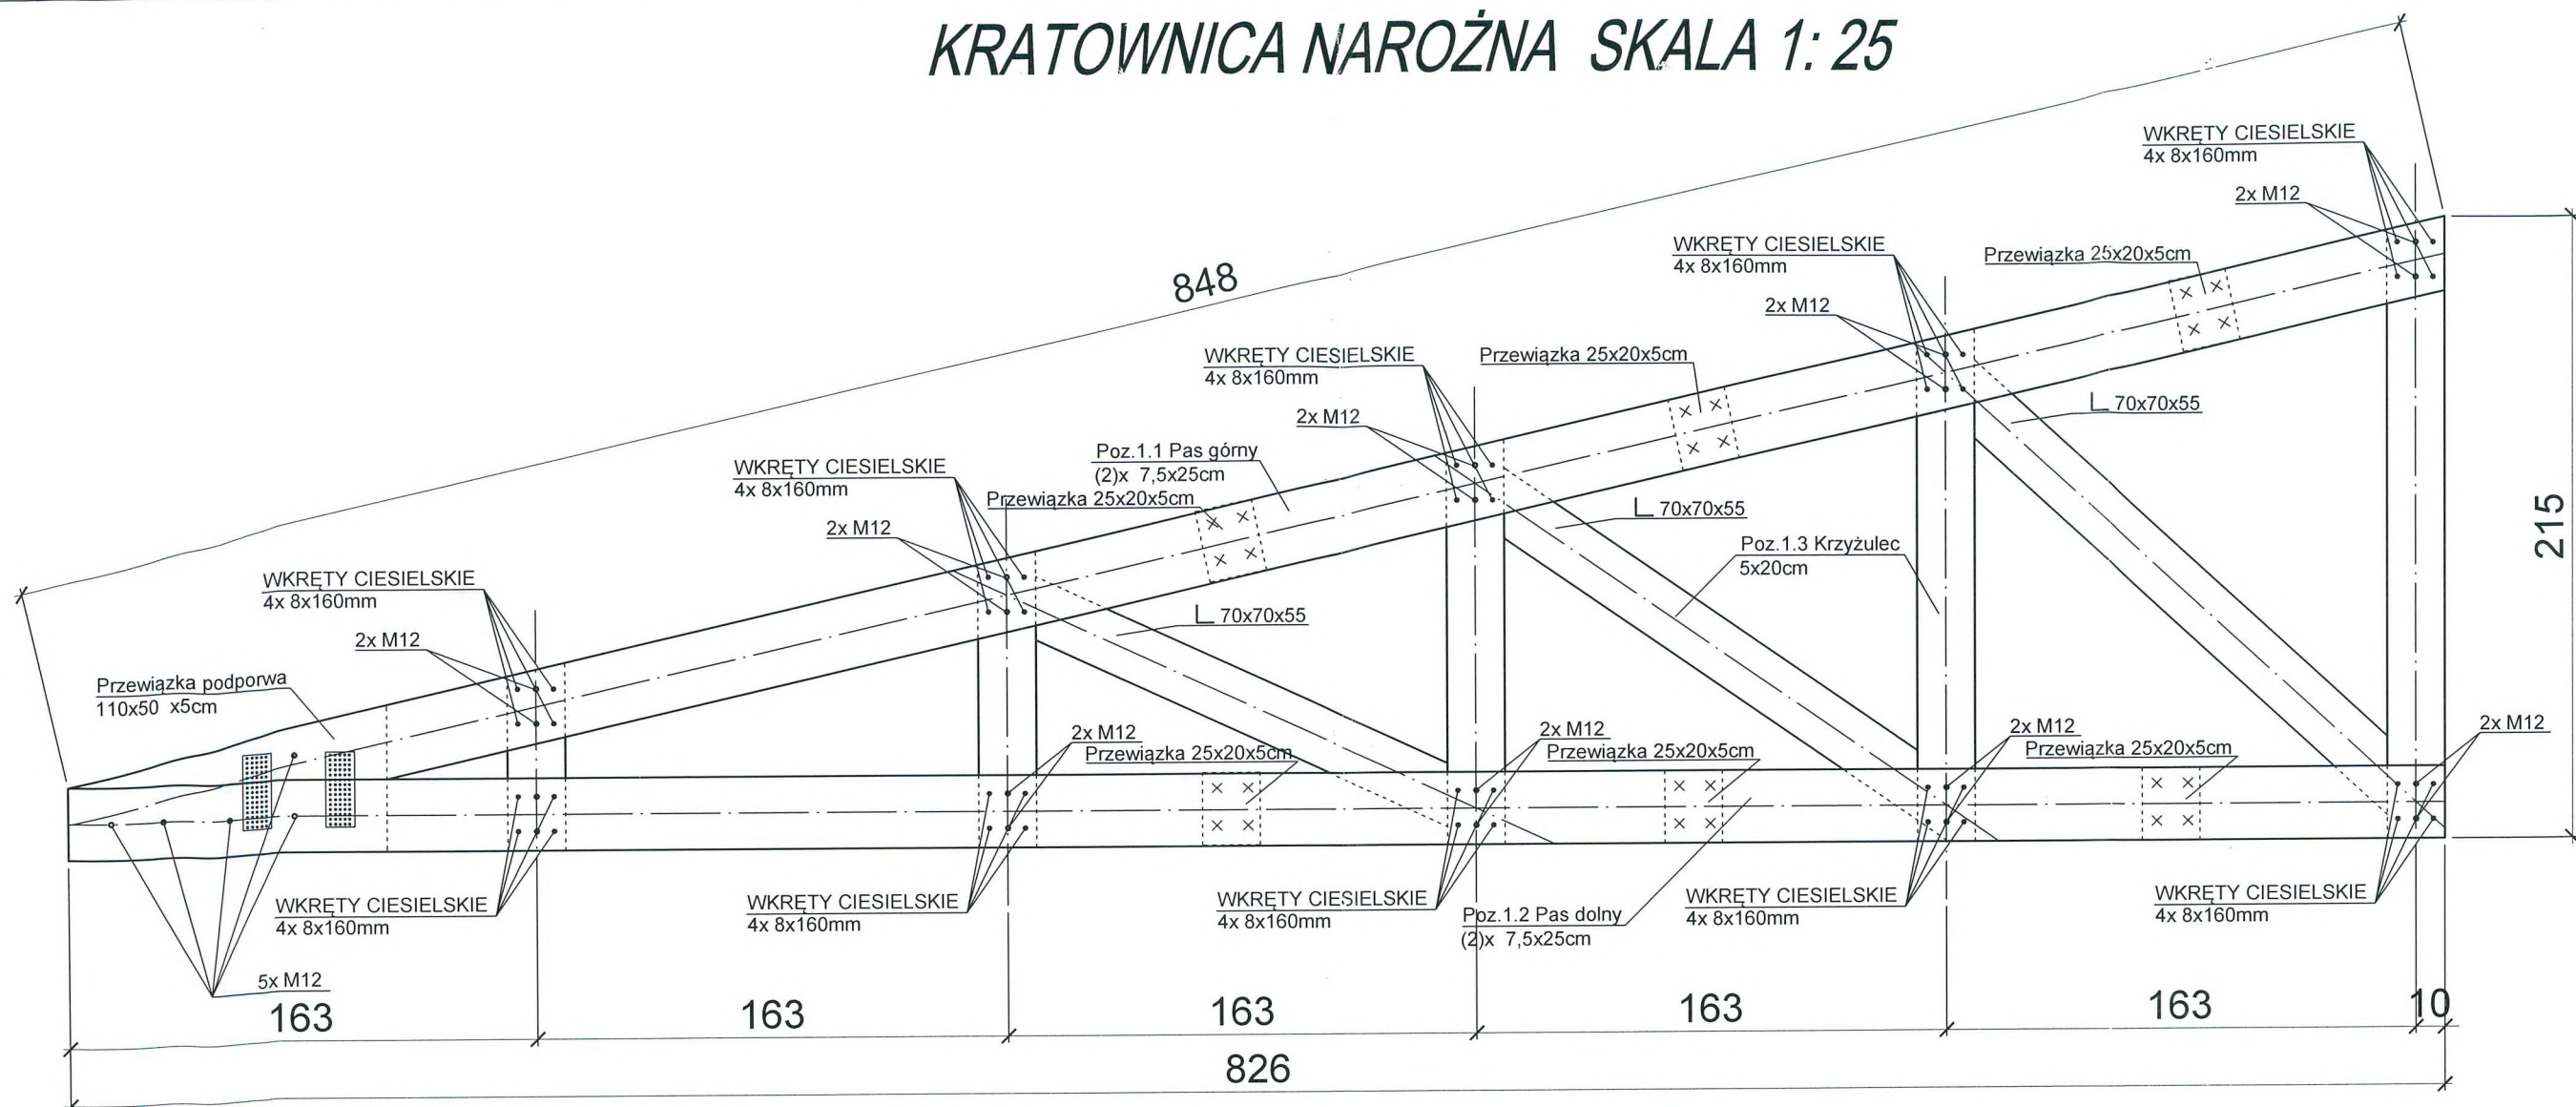 KRATOWNICA NAROŻNA SKALA 1: 25
WKRĘTY CIESIELSKIE
4x 8x160mm
2x M12
WKRĘTY CIESIELSKIE
4x 8x160mm
Przewiązka 25x20x5cm
2x M12
848
WKRĘTY CIESIELSKIE
4x 8x160mm
Przewiązka 25x20x5cm
2x M12
L 70x70x55
Poz.1.1 Pas górny
(2)x 7,5x25cm
Przewiązka 25x20x5cm
WKRĘTY CIESIELSKIE
4x 8x160mm
2x M12
L 70x70x55
215
Poz.1.3 Krzyżulec
5x20cm
WKRĘTY CIESIELSKIE
4x 8x160mm
2x M12
L 70x70x55
Przewiązka podporwa
110x50 x5cm
2x M12
Przewiązka 25x20x5cm
2x M12
Przewiązka 25x20x5cm
2x M12
Przewiązka 25x20x5cm
2x M12
WKRĘTY CIESIELSKIE
4x 8x160mm
WKRĘTY CIESIELSKIE
4x 8x160mm
WKRĘTY CIESIELSKIE
4x 8x160mm
Poz.1.2 Pas dolny
(2)x 7,5x25cm
WKRĘTY CIESIELSKIE
4x 8x160mm
WKRĘTY CIESIELSKIE
4x 8x160mm
5x M12
163
163
163
163
163
10
826